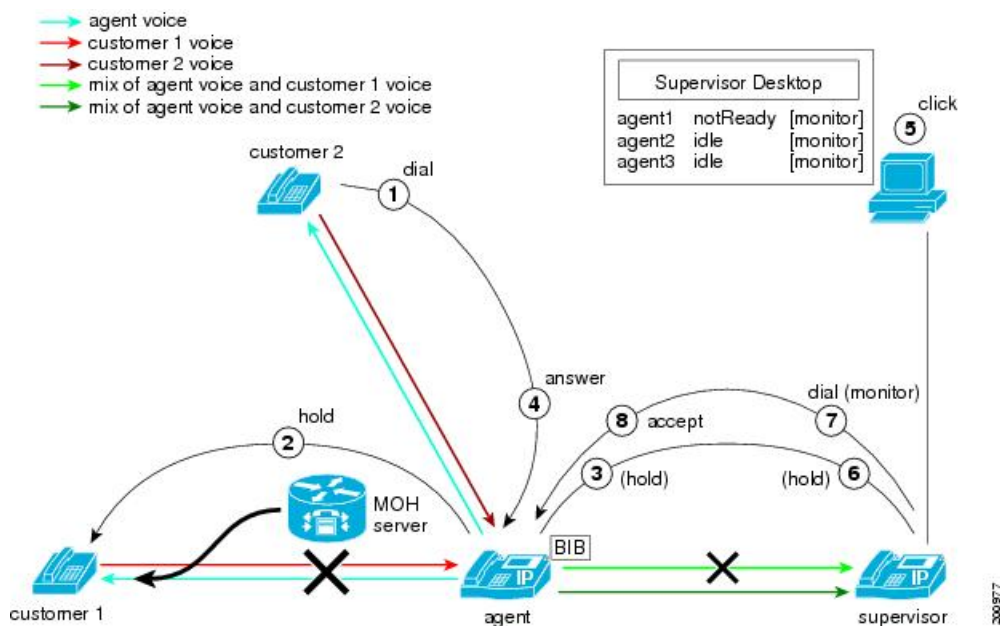 agent voice
customer 1 voice
customer 2 voice
mix of agent voice and customer 1 voice
mix of agent voice and customer 2 voice
Supervisor Desktop
agent1 notReady [monitor]
agent2 idle [monitor]
agent3 idle [monitor]
click
5
customer 2
dial
1
answer
4
hold
2
MOH
server
8 accept
dial (monitor)
7
3 (hold)
(hold) 6
BIB
IP
IP
customer 1
agent
supervisor
200977